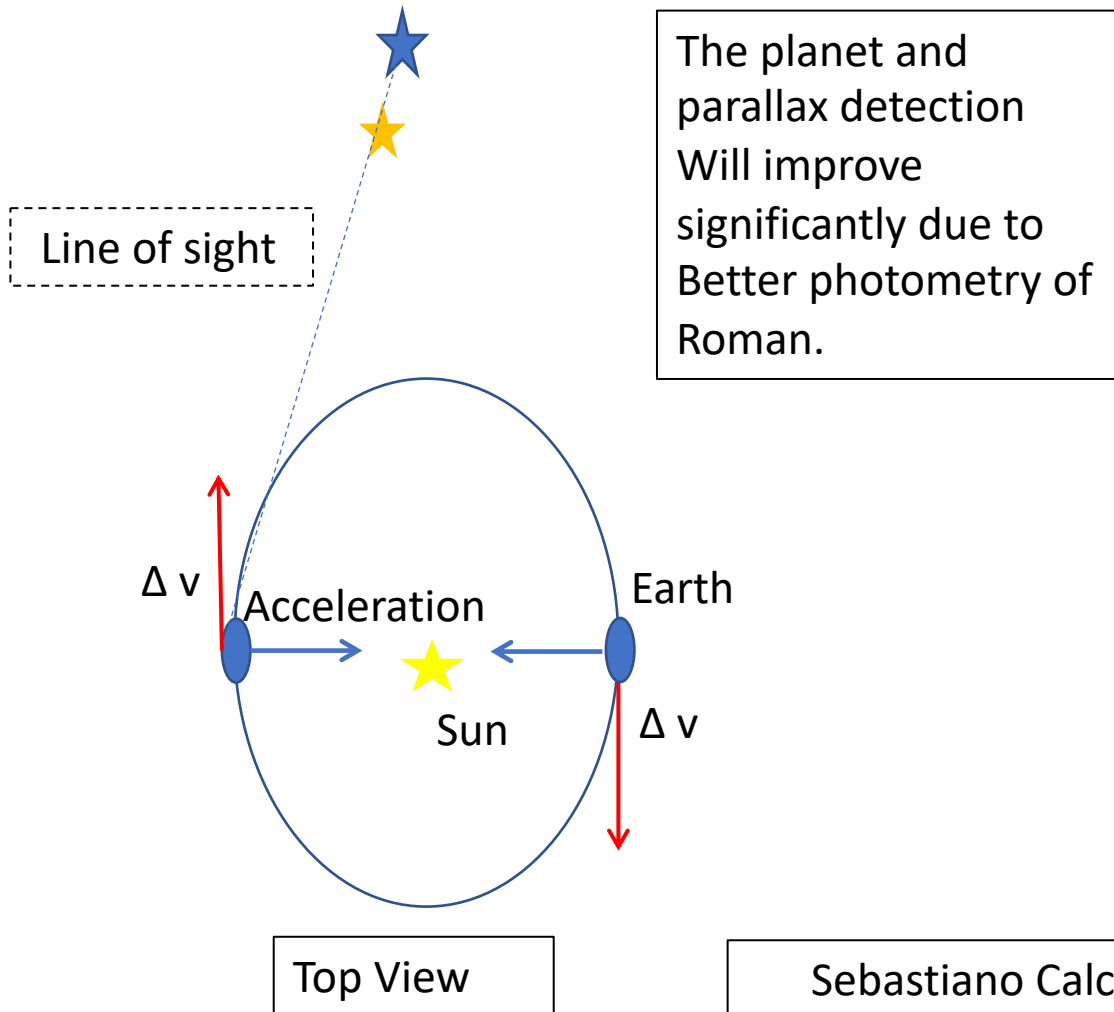 The planet and
parallax detection
Will improve
significantly due to
Better photometry of
Roman.
Line of sight
Δ v
Acceleration
Earth
Sun
Δ v
Top View
Sebastiano Calc